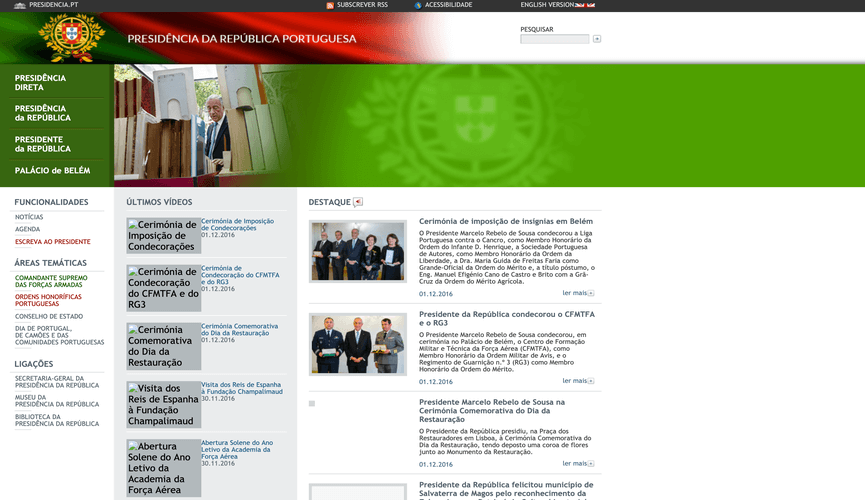 PRESIDENCIA.PT
SUBSCREVER RSS
ACESSIBILIDADE
ENGLISH VERSION
PRESIDÊNCIA DA REPÚBLICA PORTUGUESA
PESQUISAR
PRESIDÊNCIA
DIRETA
PRESIDÊNCIA
da REPÚBLICA
PRESIDENTE
da REPÚBLICA
PALÁCIO de BELÉM
FUNCIONALIDADES
NOTÍCIAS
AGENDA
ESCREVA AO PRESIDENTE
ÁREAS TEMÁTICAS
COMANDANTE SUPREMO
DAS FORÇAS ARMADAS
ORDENS HONORÍFICAS
PORTUGUESAS
CONSELHO DE ESTADO
DIA DE PORTUGAL,
DE CAMÕES E DAS
COMUNIDADES PORTUGUESAS
LIGAÇÕES
SECRETARIA-GERAL DA
PRESIDÊNCIA DA REPÚBLICA
MUSEU DA
PRESIDÊNCIA DA REPÚBLICA
BIBLIOTECA DA
PRESIDÊNCIA DA REPÚBLICA
ÚLTIMOS VÍDEOS
Cerimónia de
Imposição de
Condecorações
Cerimónia de Imposição
de Condecorações
01.12.2016
Cerimónia de
Condecoração
do CFMTFA e do
RG3
Cerimónia de
Condecoração do CFMTFA
e do RG3
01.12.2016
Cerimónia
Comemorativa
do Dia da
Restauração
Cerimónia Comemorativa
do Dia da Restauração
01.12.2016
Visita dos
Reis de Espanha
à Fundação
Champalimaud
Visita dos Reis de Espanha
à Fundação Champalimaud
30.11.2016
Abertura
Solene do Ano
Letivo da
Academia da
Força Aérea
Abertura Solene do Ano
Letivo da Academia da
Força Aérea
30.11.2016
DESTAQUE
Cerimónia de imposição de insígnias em Belém
O Presidente Marcelo Rebelo de Sousa condecorou a Liga
Portuguesa contra o Cancro, como Membro Honorário da
Ordem do Infante D. Henrique, a Sociedade Portuguesa
de Autores, como Membro Honorário da Ordem da
Liberdade, a Dra. Maria Guida de Freitas Faria como
Grande-Oficial da Ordem do Mérito e, a título póstumo, o
Eng. Manuel Efigénio Cano de Castro e Brito com a Grã-
Cruz da Ordem do Mérito Agrícola.
01.12.2016
ler mais
Presidente da República condecorou o CFMTFA
e o RG3
O Presidente Marcelo Rebelo de Sousa condecorou, em
cerimónia no Palácio de Belém, o Centro de Formação
Militar e Técnica da Força Aérea (CFMTFA), como
Membro Honorário da Ordem Militar de Avis, e o
Regimento de Guarnição n.º 3 (RG3) como Membro
Honorário da Ordem do Mérito.
01.12.2016
ler mais
Presidente Marcelo Rebelo de Sousa na
Cerimónia Comemorativa do Dia da
Restauração
O Presidente da República presidiu, na Praça dos
Restauradores em Lisboa, à Cerimónia Comemorativa do
Dia da Restauração, tendo deposto uma coroa de flores
junto ao Monumento da Restauração.
01.12.2016
ler mais
Presidente da República felicitou município de
Salvaterra de Magos pelo reconhecimento da